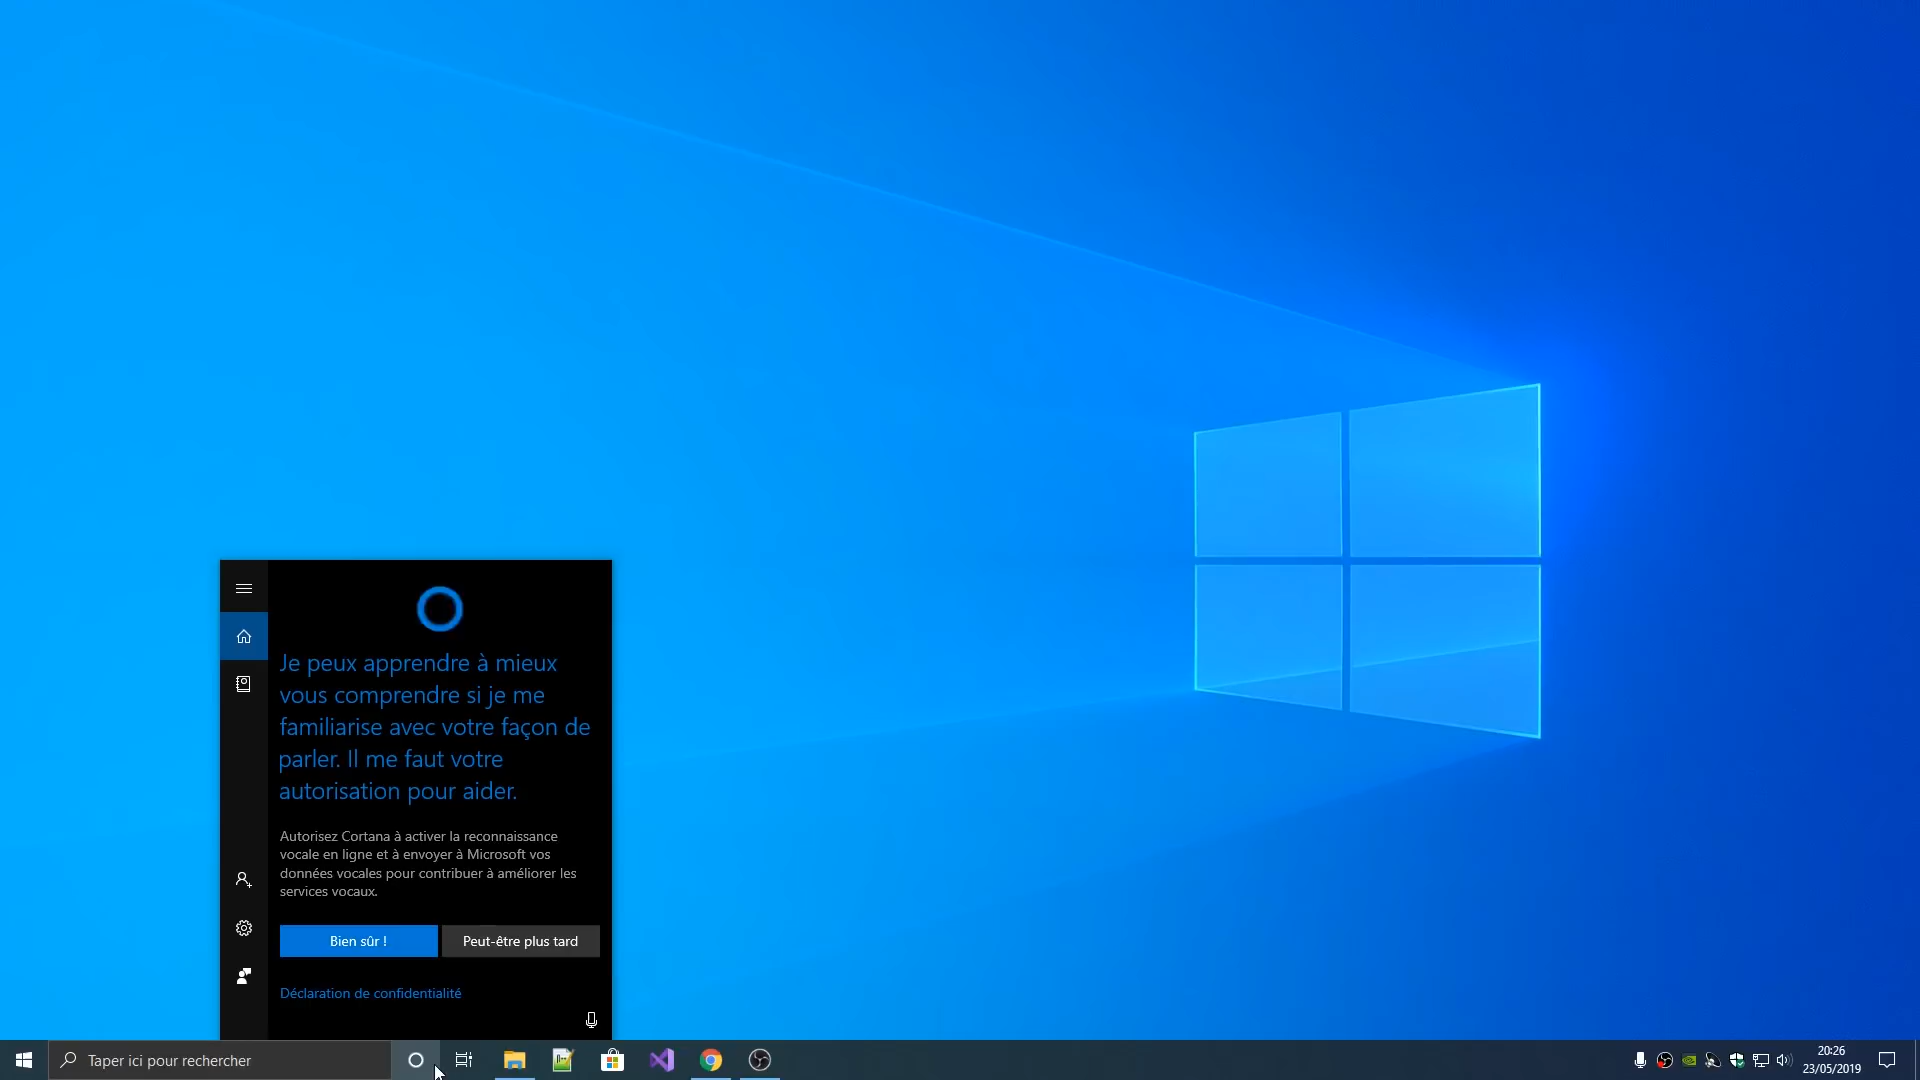 Je peux apprendre à mieux
vous comprendre si je me
familiarise avec votre façon de
parler. Il me faut votre
autorisation pour aider.
Autorisez Cortana à activer la reconnaissance
vocale en ligne et à envoyer à Microsoft vos
données vocales pour contribuer à améliorer les
services vocaux.
Bien sûr !
Peut-être plus tard
Déclaration de confidentialité
Taper ici pour rechercher
20:26
23/05/2019